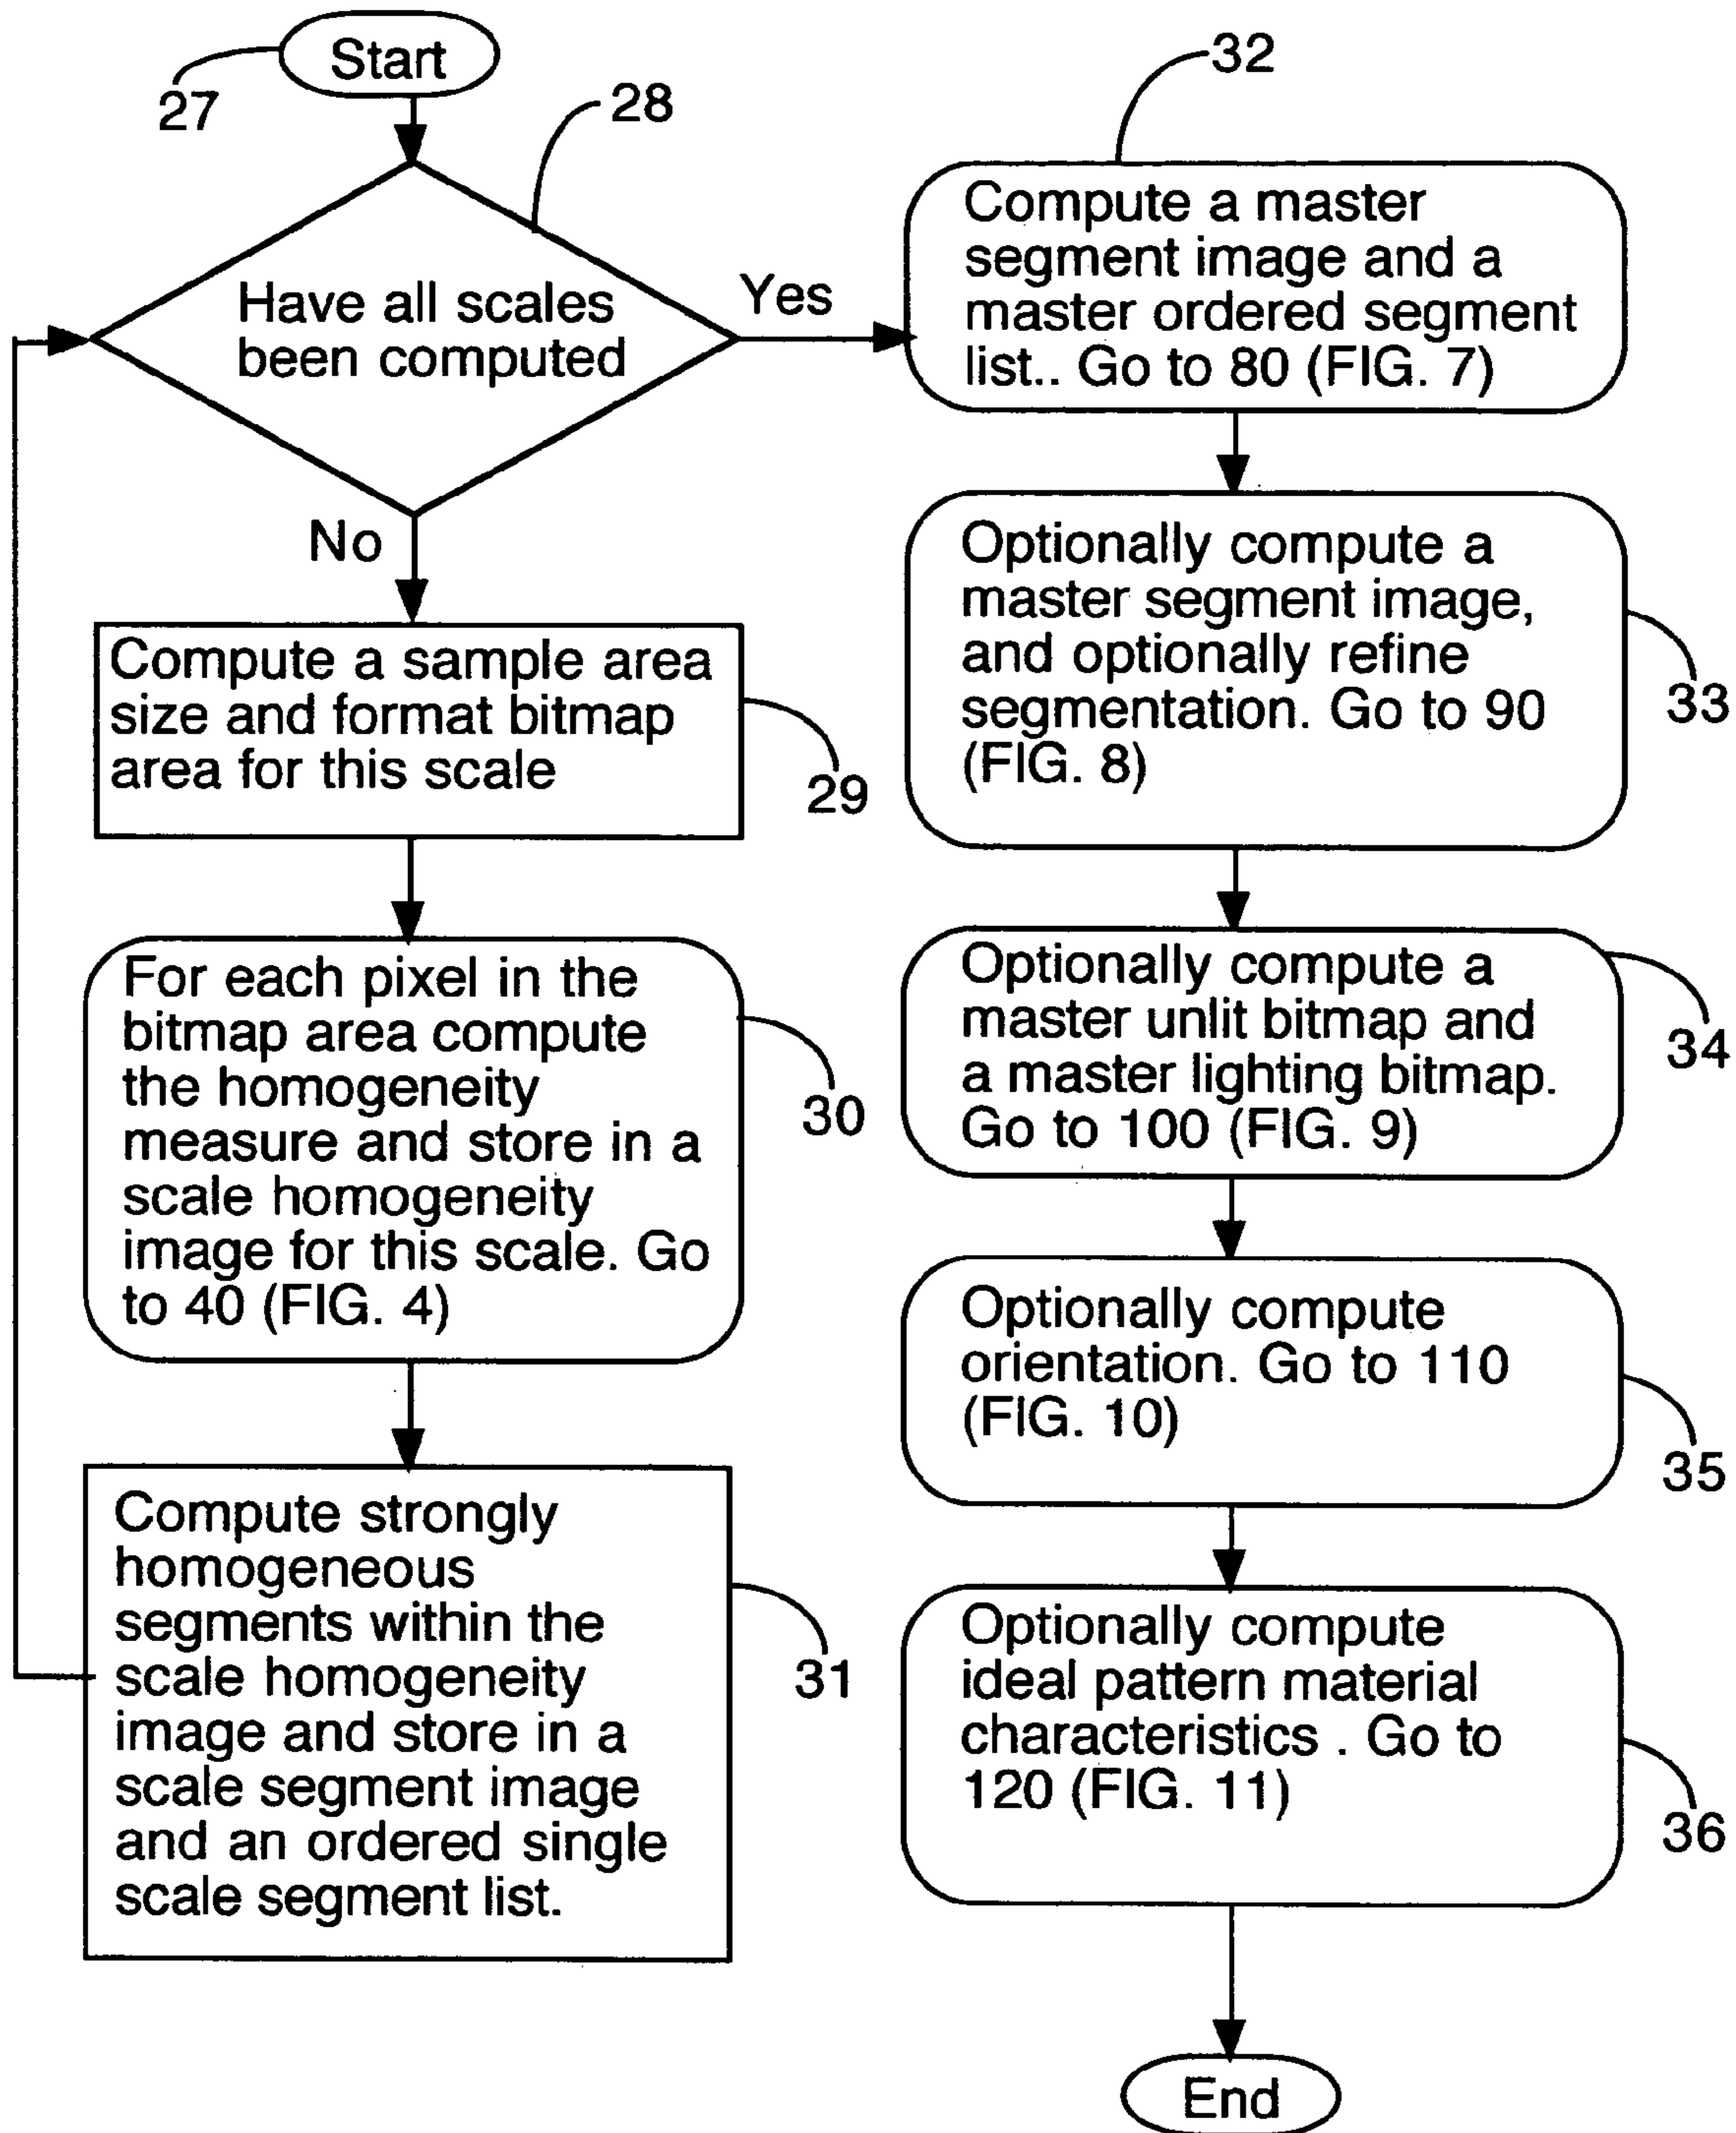 Start
27
28
Have all scales
been computed
Yes
No
Compute a sample area
size and format bitmap
area for this scale
29
For each pixel in the
bitmap area compute
the homogeneity
measure and store in a
scale homogeneity
image for this scale. Go
to 40 (FIG. 4)
30
Compute strongly
homogeneous
segments within the
scale homogeneity
image and store in a
scale segment image
and an ordered single
scale segment list.
31
32
Compute a master
segment image and a
master ordered segment
list.. Go to 80 (FIG. 7)
Optionally compute a
master segment image,
and optionally refine
segmentation. Go to 90
(FIG. 8)
33
Optionally compute a
master unlit bitmap and
a master lighting bitmap.
Go to 100 (FIG. 9)
34
Optionally compute
orientation. Go to 110
(FIG. 10)
35
Optionally compute
ideal pattern material
characteristics . Go to
120 (FIG. 11)
36
End